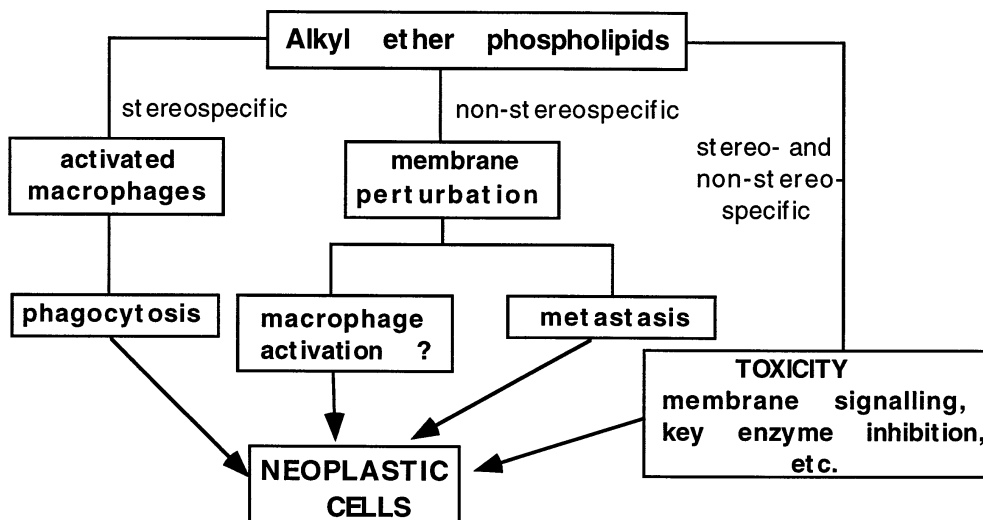 Alkyl ether phospholipids
stereospecific
non-stereospecific
stereo- and
non-stereo-
specific
activated
macrophages
membrane
perturbation
phagocytosis
macrophage
activation ?
metastasis
TOXICITY
membrane signalling,
key enzyme inhibition,
etc.
NEOPLASTIC
CELLS